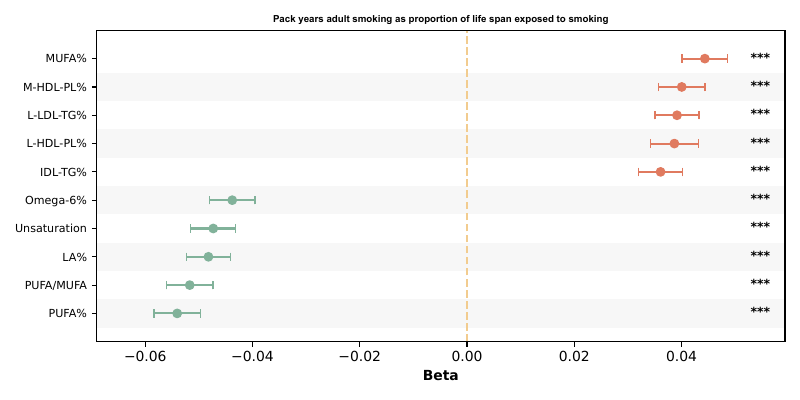 Pack years adult smoking as proportion of life span exposed to smoking
MUFA% ***
M-HDL-PL% ***
L-LDL-TG% ***
L-HDL-PL% ***
IDL-TG% ***
Omega-6% ***
Unsaturation ***
LA% ***
PUFA/MUFA ***
PUFA% ***
−0.06 −0.04 −0.02 0.00 0.02 0.04
Beta